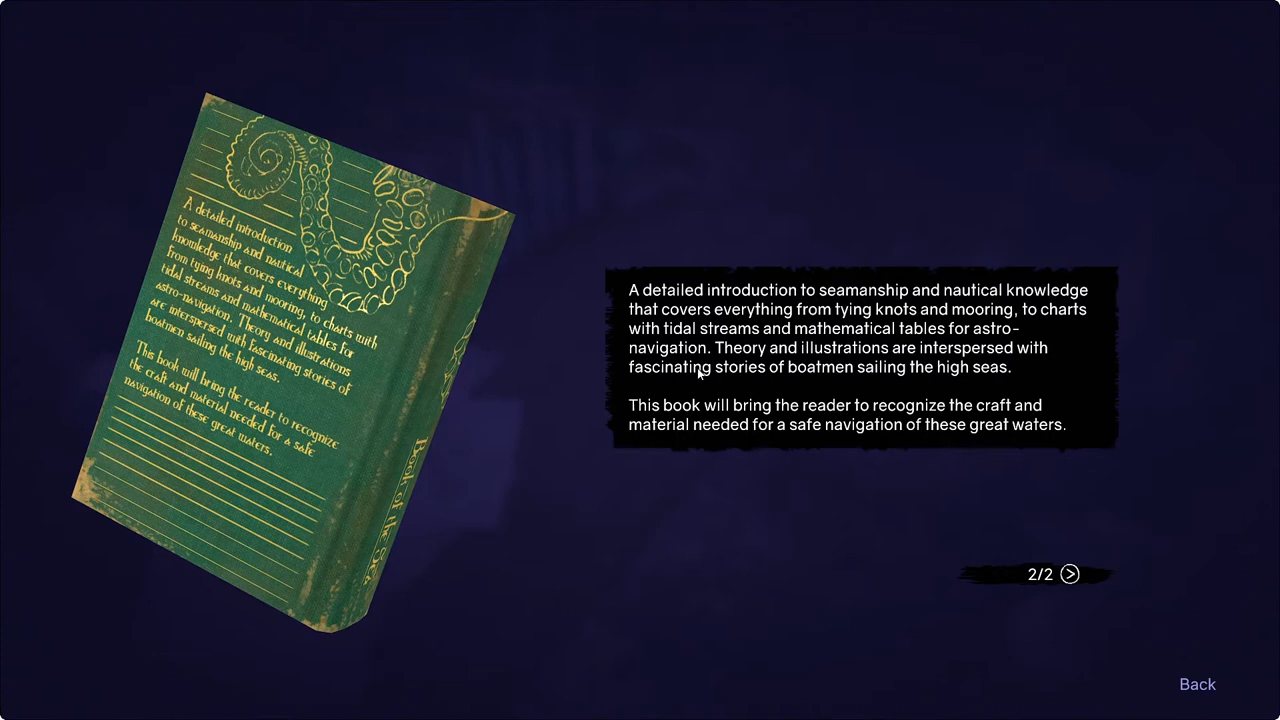 A detailed introduction
to seamanship and nautical
knowledge that covers everything
from tying knots and mooring, to charts with
tidal streams and mathematical tables for
astro-navigation. Theory and illustrations
are interspersed with fascinating stories of
boatmen sailing the high seas.
This book will bring the reader to recognize
the craft and material needed for a safe
navigation of these great waters.
Book of the Sea
A detailed introduction to seamanship and nautical knowledge
that covers everything from tying knots and mooring, to charts
with tidal streams and mathematical tables for astro-
navigation. Theory and illustrations are interspersed with
fascinating stories of boatmen sailing the high seas.
This book will bring the reader to recognize the craft and
material needed for a safe navigation of these great waters.
2/2
Back